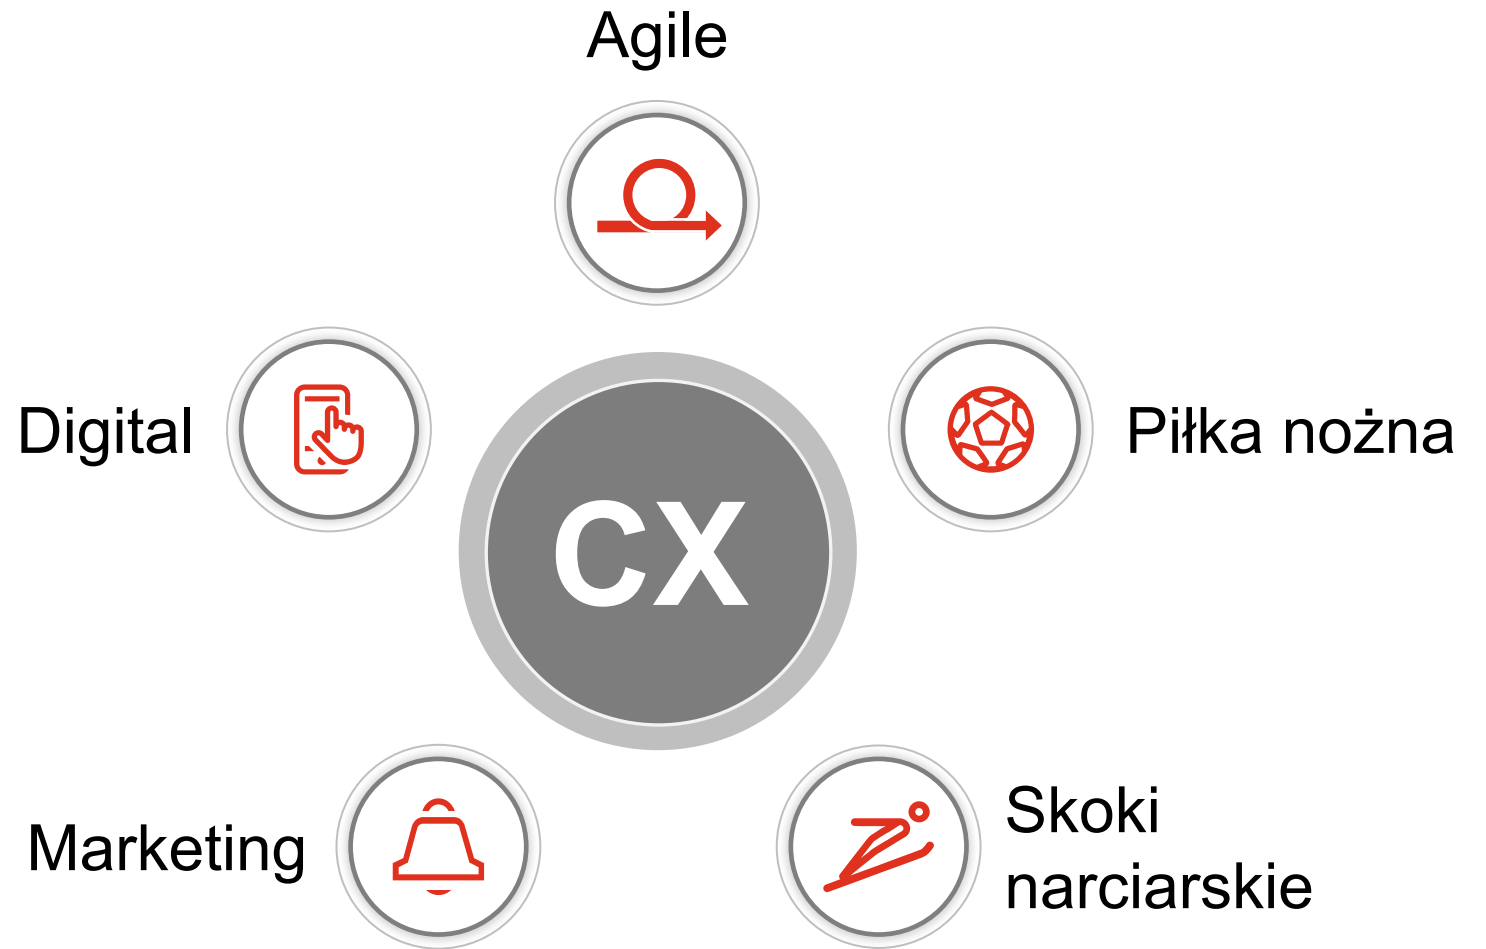 Agile
Digital
Piłka nożna
CX
Marketing
Skoki
narciarskie